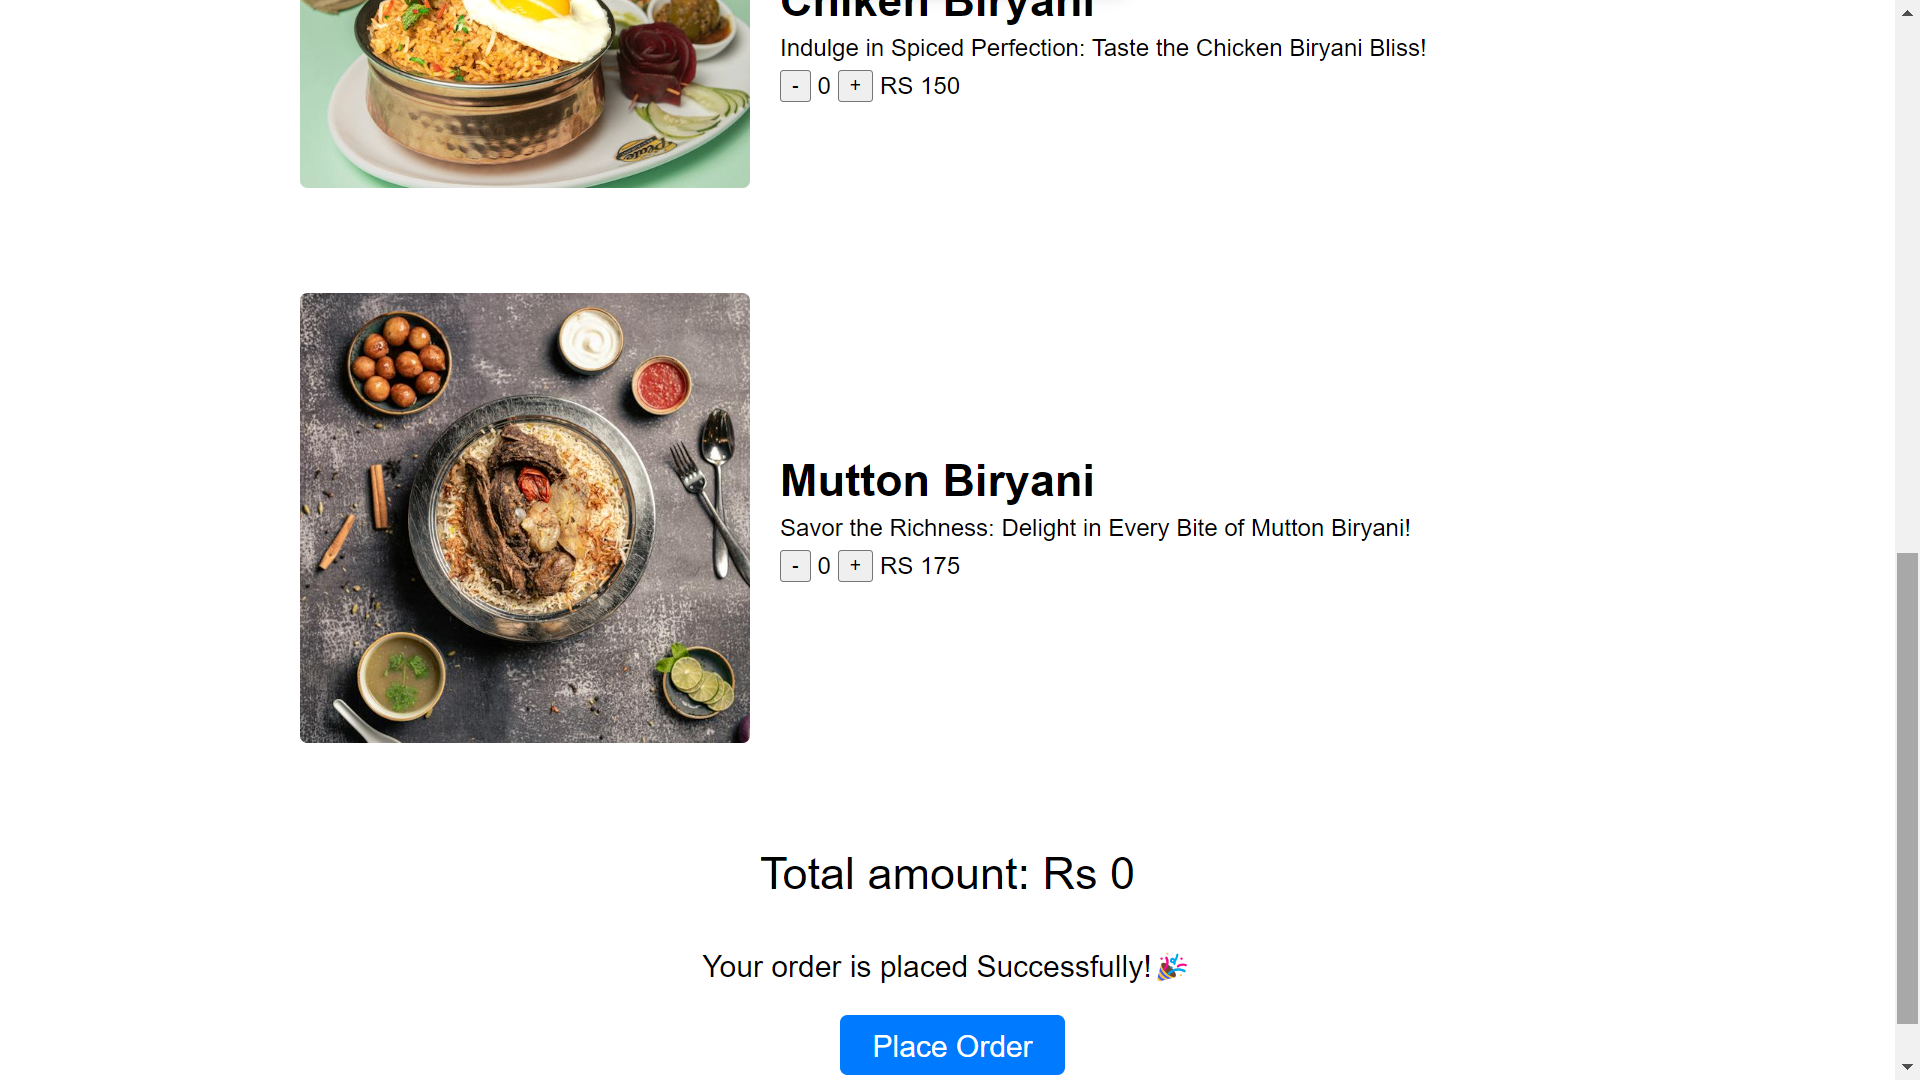 Chiken Biryani
Indulge in Spiced Perfection: Taste the Chicken Biryani Bliss!
- 0 + RS 150
Mutton Biryani
Savor the Richness: Delight in Every Bite of Mutton Biryani!
- 0 + RS 175
Total amount: Rs 0
Your order is placed Successfully!🎉
Place Order